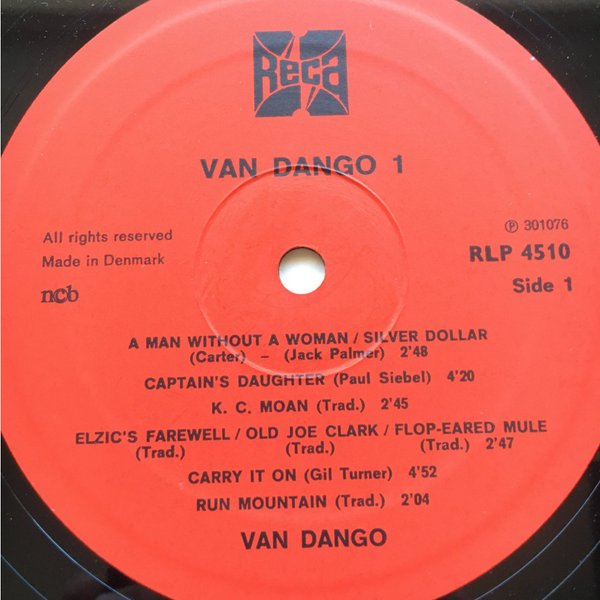 Réca
VAN DANGO 1
All rights reserved
Made in Denmark
ncb
℗ 301076
RLP 4510
Side 1
A MAN WITHOUT A WOMAN / SILVER DOLLAR
(Carter) – (Jack Palmer) 2'48
CAPTAIN'S DAUGHTER (Paul Siebel) 4'20
K. C. MOAN (Trad.) 2'45
ELZIC'S FAREWELL / OLD JOE CLARK / FLOP-EARED MULE
(Trad.) (Trad.) (Trad.) 2'47
CARRY IT ON (Gil Turner) 4'52
RUN MOUNTAIN (Trad.) 2'04
VAN DANGO